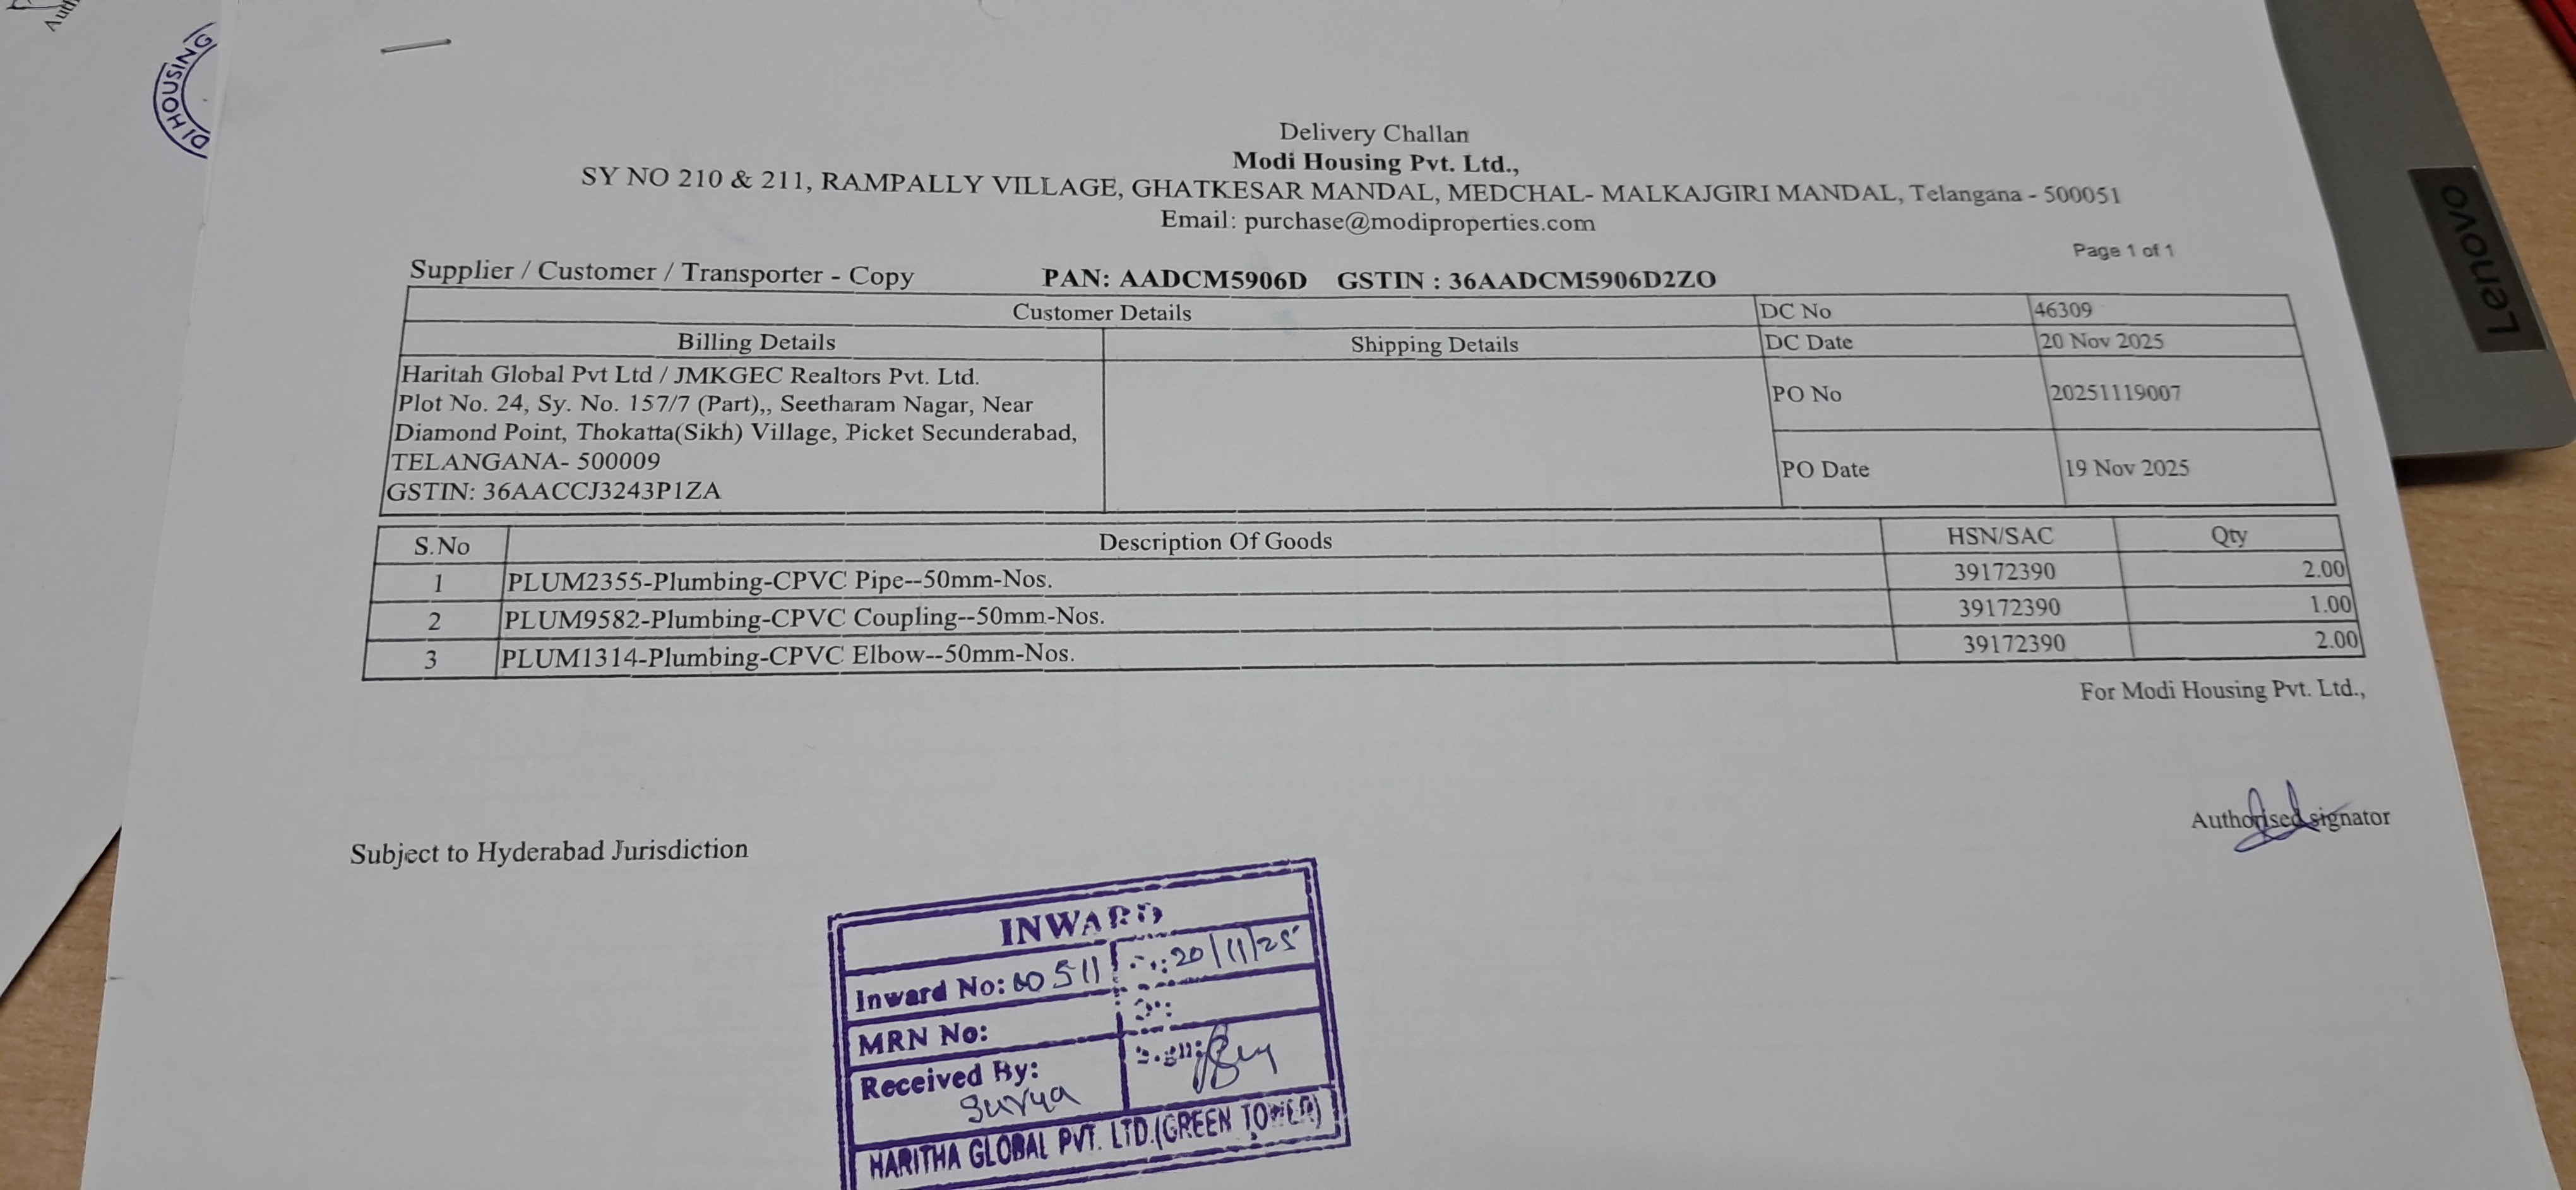 DI HOUSING
Delivery Challan
Modi Housing Pvt. Ltd.,
SY NO 210 & 211, RAMPALLY VILLAGE, GHATKESAR MANDAL, MEDCHAL- MALKAJGIRI MANDAL, Telangana - 500051
Email: purchase@modiproperties.com
Page 1 of 1
Supplier / Customer / Transporter - Copy PAN: AADCM5906D GSTIN : 36AADCM5906D2ZO
Customer Details
Billing Details Shipping Details
DC No 46309
DC Date 20 Nov 2025
PO No 20251119007
PO Date 19 Nov 2025
Haritah Global Pvt Ltd / JMKGEC Realtors Pvt. Ltd.
Plot No. 24, Sy. No. 157/7 (Part),, Seetharam Nagar, Near
Diamond Point, Thokatta(Sikh) Village, Picket Secunderabad,
TELANGANA- 500009
GSTIN: 36AACCJ3243P1ZA
S.No Description Of Goods HSN/SAC Qty
1 PLUM2355-Plumbing-CPVC Pipe--50mm-Nos. 39172390 2.00
2 PLUM9582-Plumbing-CPVC Coupling--50mm-Nos. 39172390 1.00
3 PLUM1314-Plumbing-CPVC Elbow--50mm-Nos. 39172390 2.00
For Modi Housing Pvt. Ltd.,
Authorised signator
Subject to Hyderabad Jurisdiction
INWARD
Inward No: 00511 20/11/25
MRN No:
Received By:
Surya
HARITHA GLOBAL PVT. LTD.(GREEN TOWER)
Lenovo